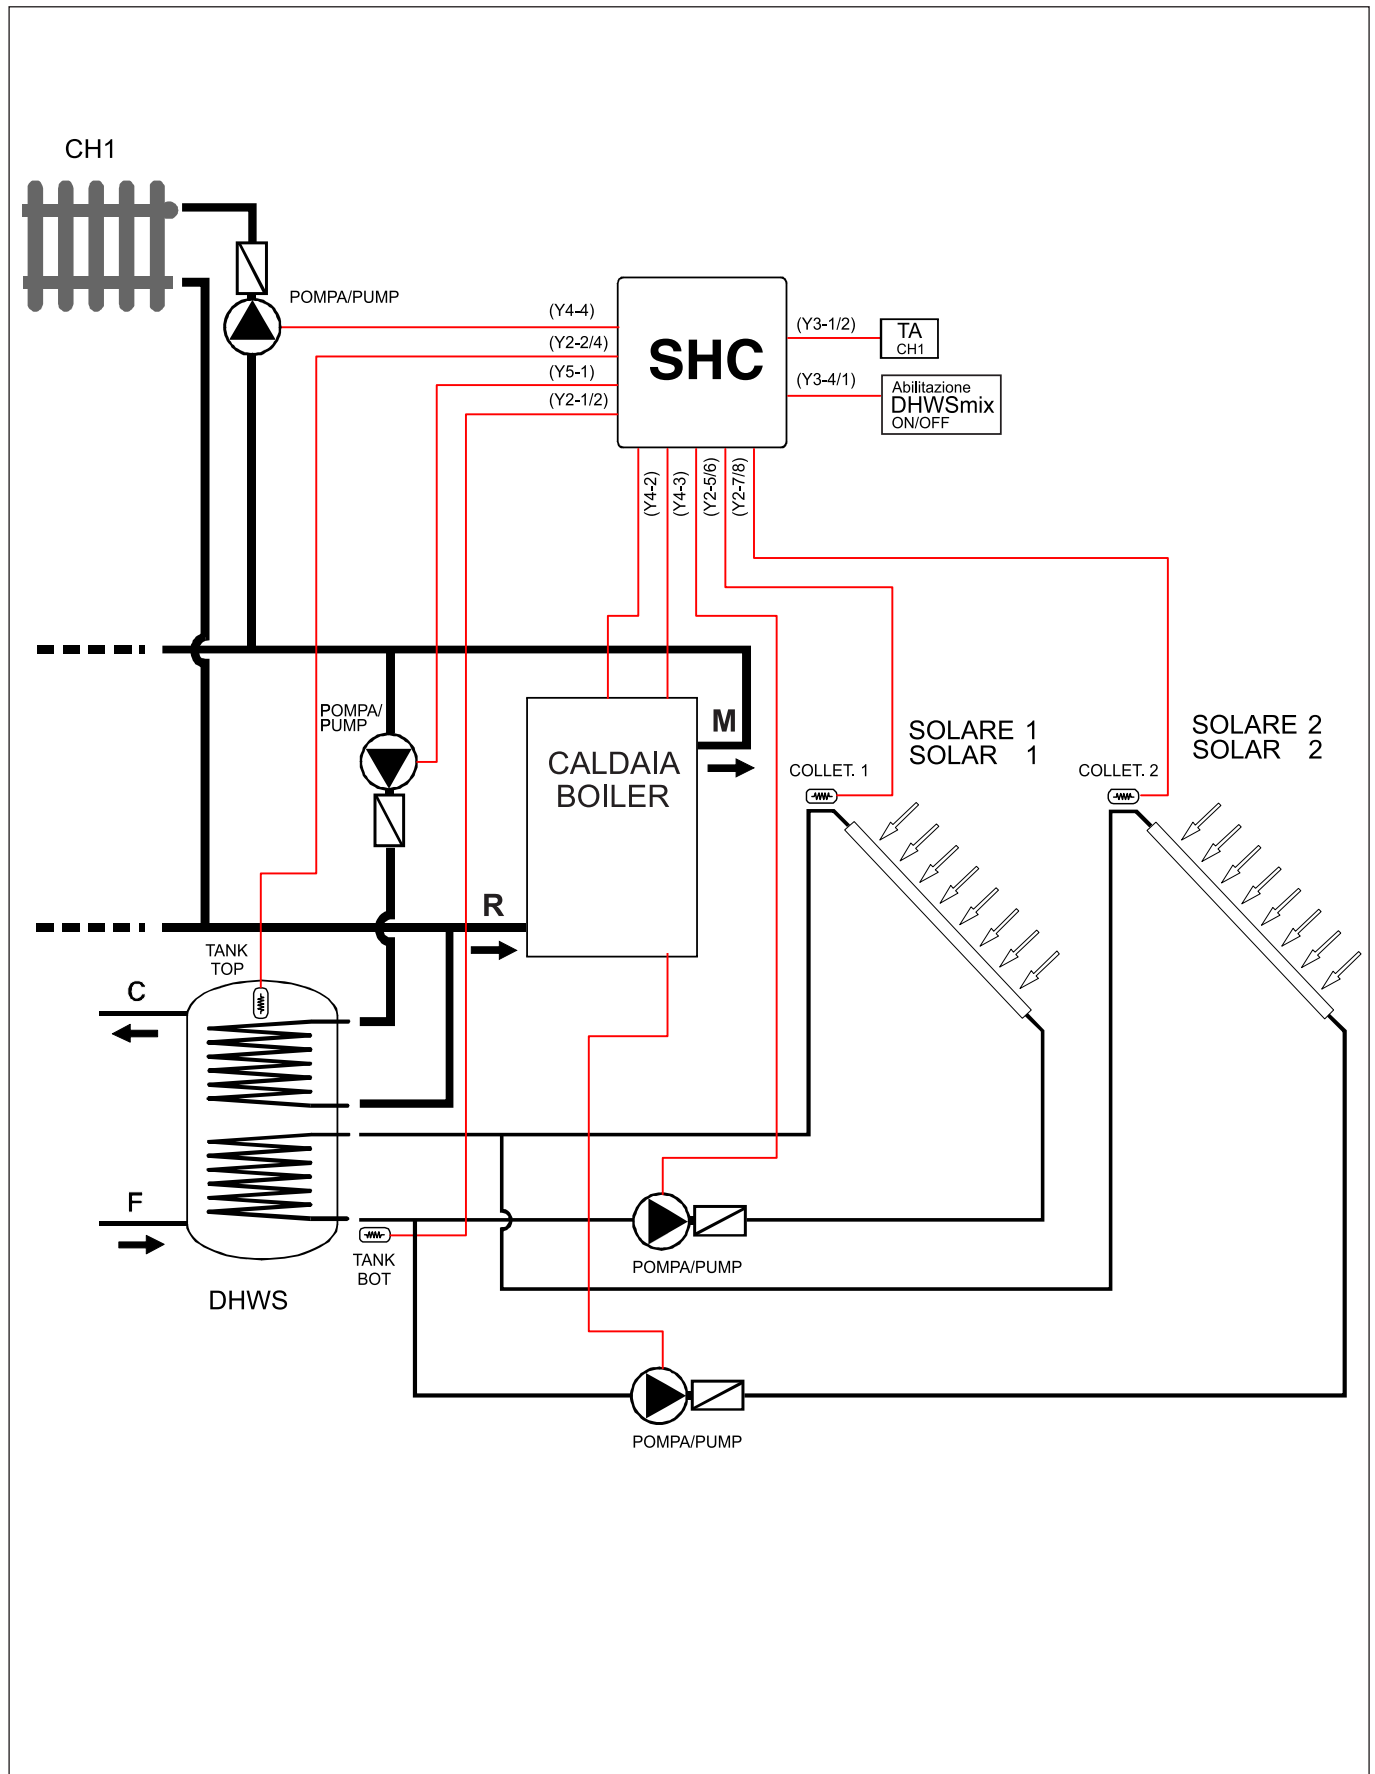 CH1
POMPA/PUMP
(Y4-4)
(Y2-2/4)
(Y5-1)
(Y2-1/2)
SHC
(Y3-1/2)
TA
CH1
(Y3-4/1)
Abilitazione
DHWSmix
ON/OFF
(Y4-2)
(Y4-3)
(Y2-5/6)
(Y2-7/8)
POMPA/
PUMP
M
CALDAIA
BOILER
SOLARE 1
SOLAR 1
COLLET. 1
SOLARE 2
SOLAR 2
COLLET. 2
R
TANK
TOP
C
F
TANK
BOT
DHWS
POMPA/PUMP
POMPA/PUMP